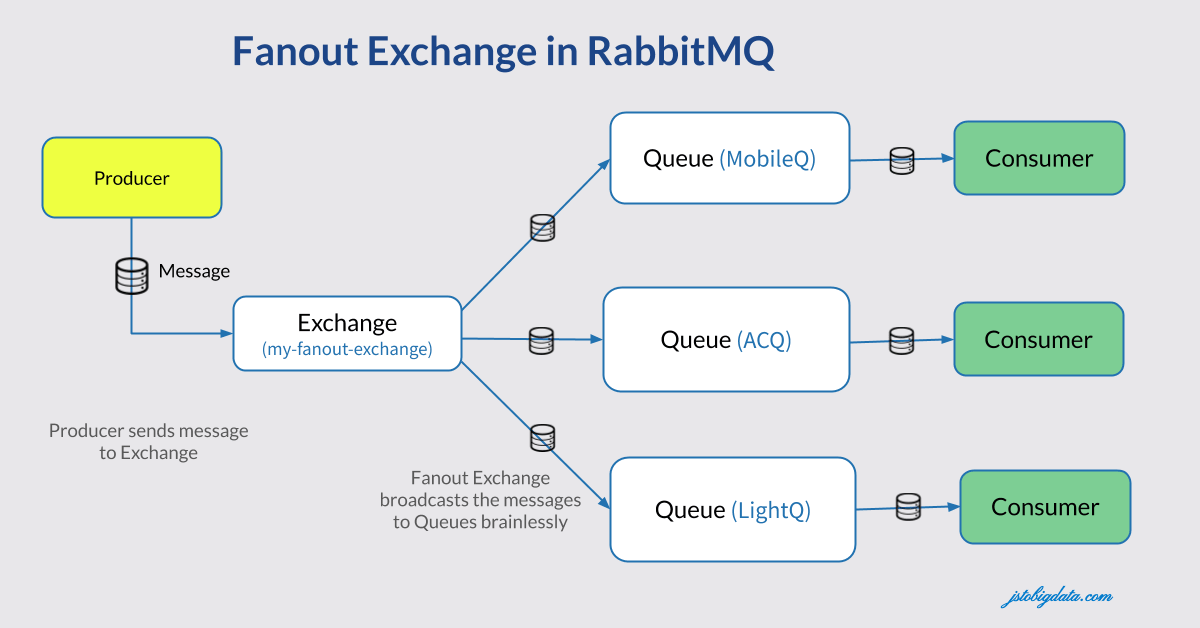 Fanout Exchange in RabbitMQ
Producer
Message
Exchange
(my-fanout-exchange)
Queue (MobileQ)
Consumer
Queue (ACQ)
Consumer
Queue (LightQ)
Consumer
Producer sends message
to Exchange
Fanout Exchange
broadcasts the messages
to Queues brainlessly
jstobigdata.com